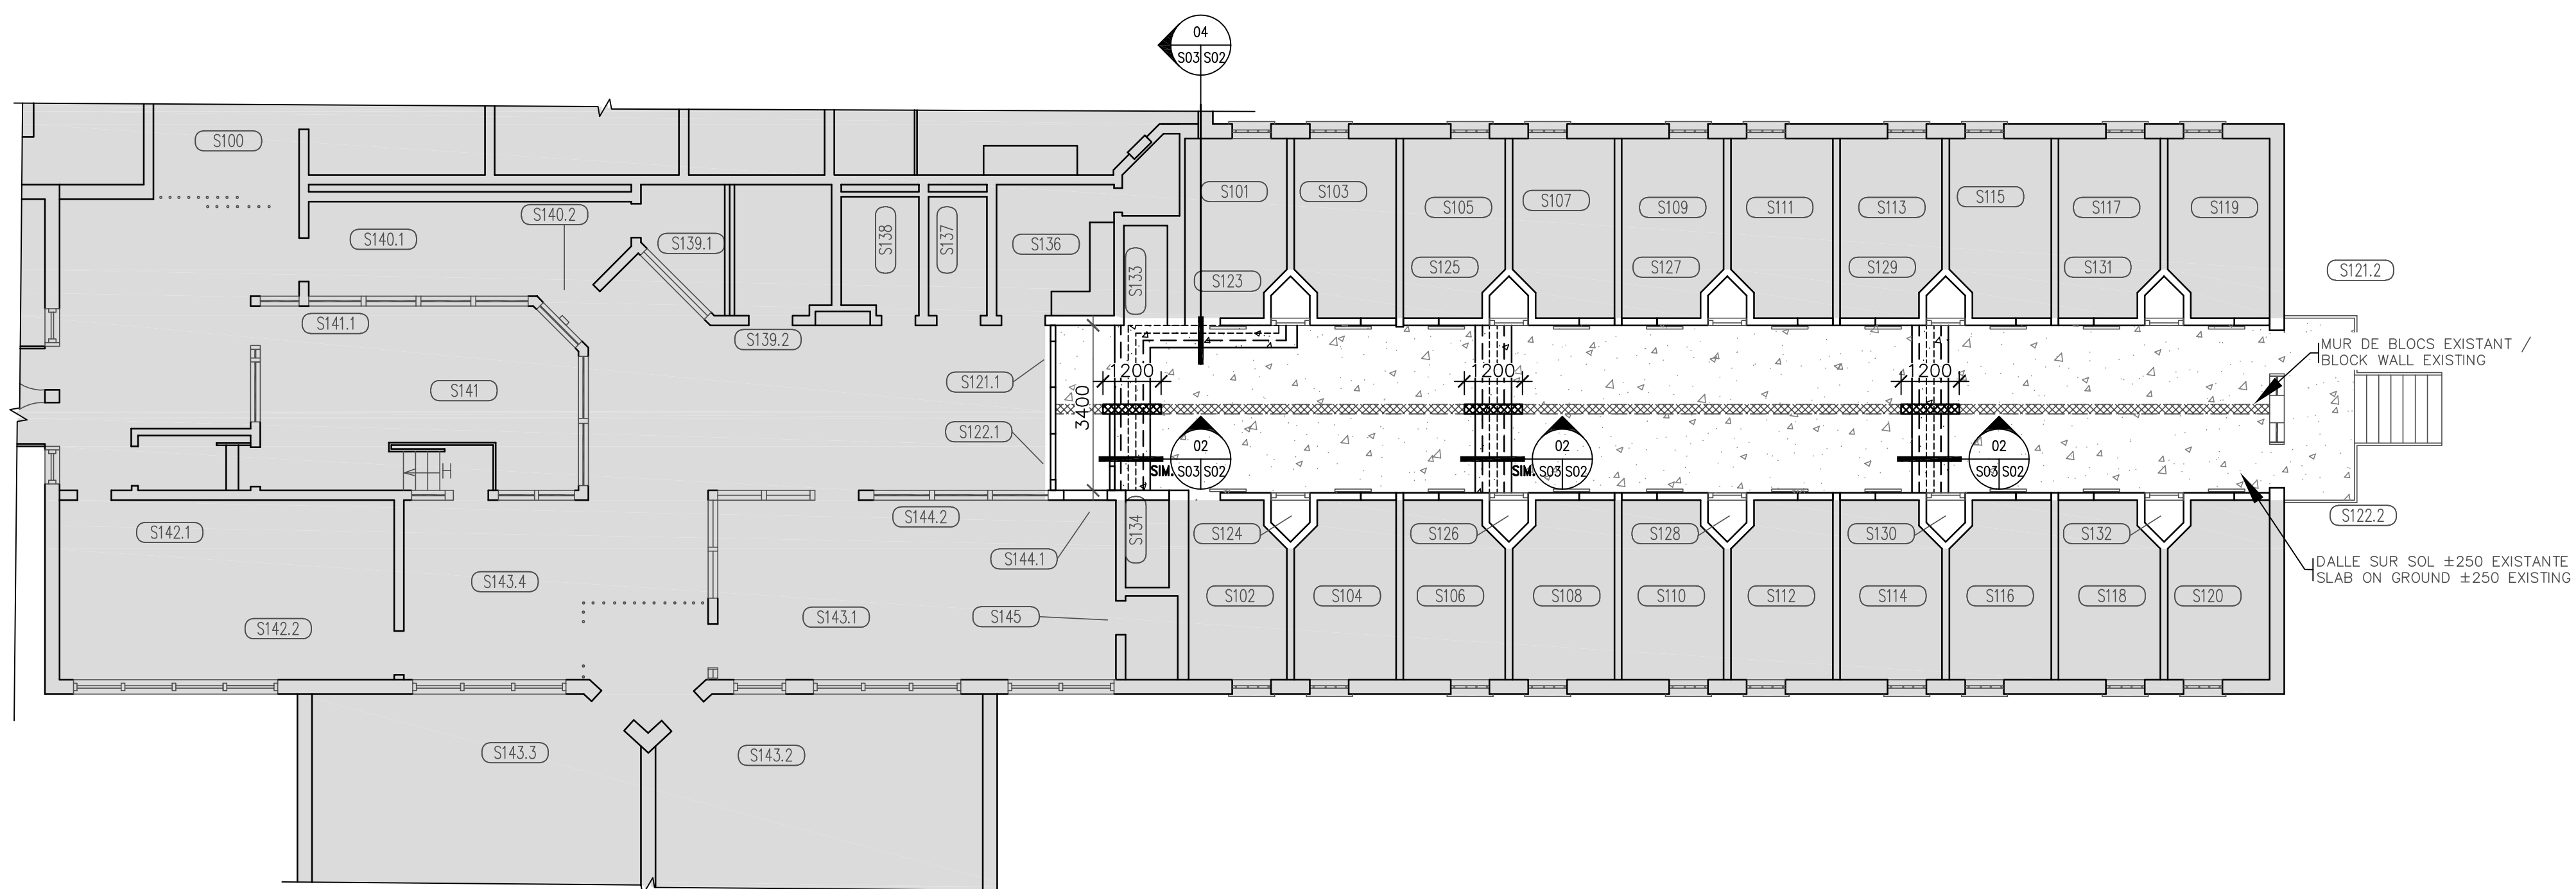 04
S03 S02
S100
S140.2
S140.1
S139.1
S138
S137
S136
S133
S101
S103
S105
S107
S109
S111
S113
S115
S117
S119
S123
S125
S127
S129
S131
S121.2
S141.1
S139.2
S141
S121.1
S122.1
3400
1200
1200
1200
MUR DE BLOCS EXISTANT /
BLOCK WALL EXISTING
H
02
S03 S02
SIM.
02
S03 S02
SIM.
02
S03 S02
S142.1
S144.2
S144.1
S134
S124
S126
S128
S130
S132
S122.2
DALLE SUR SOL ±250 EXISTANTE
SLAB ON GROUND ±250 EXISTING
S143.4
S142.2
S143.1
S145
S102
S104
S106
S108
S110
S112
S114
S116
S118
S120
S143.3
S143.2